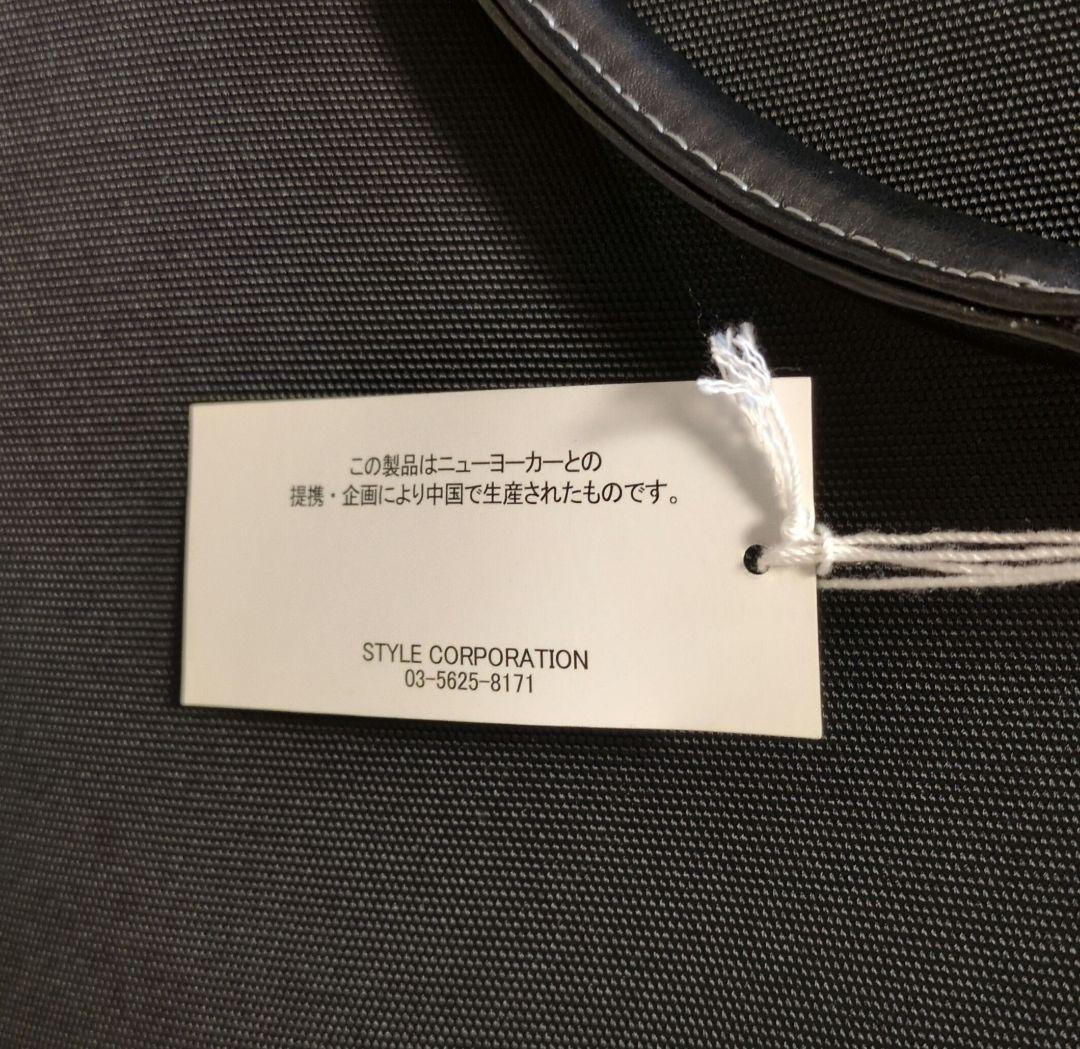 この製品はニューヨーカーとの
提携・企画により中国で生産されたものです。
STYLE CORPORATION
03-5625-8171